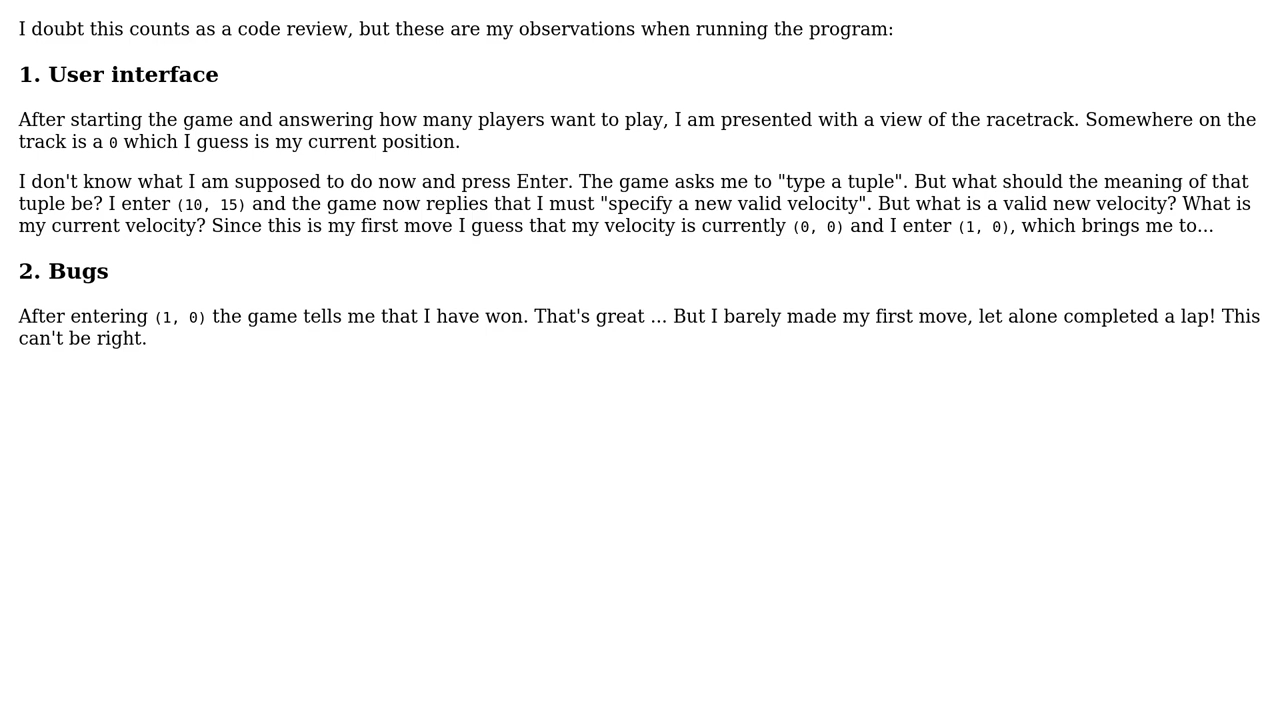 I doubt this counts as a code review, but these are my observations when running the program:
1. User interface
After starting the game and answering how many players want to play, I am presented with a view of the racetrack. Somewhere on the
track is a 0 which I guess is my current position.
I don't know what I am supposed to do now and press Enter. The game asks me to "type a tuple". But what should the meaning of that
tuple be? I enter (10, 15) and the game now replies that I must "specify a new valid velocity". But what is a valid new velocity? What is
my current velocity? Since this is my first move I guess that my velocity is currently (0, 0) and I enter (1, 0), which brings me to...
2. Bugs
After entering (1, 0) the game tells me that I have won. That's great ... But I barely made my first move, let alone completed a lap! This
can't be right.